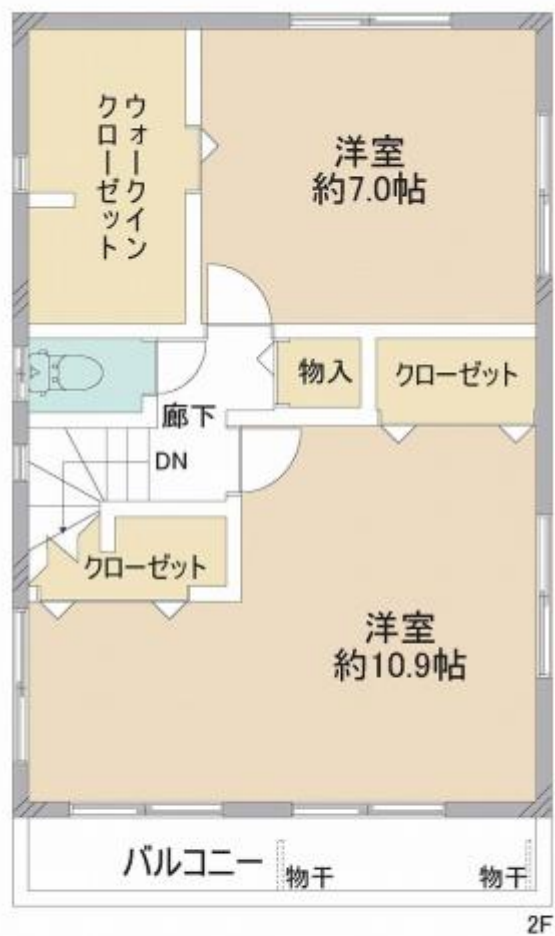 ウォークイン
クローゼット
洋室
約7.0帖
物入
クローゼット
廊下
DN
クローゼット
洋室
約10.9帖
バルコニー
物干
物干
2F